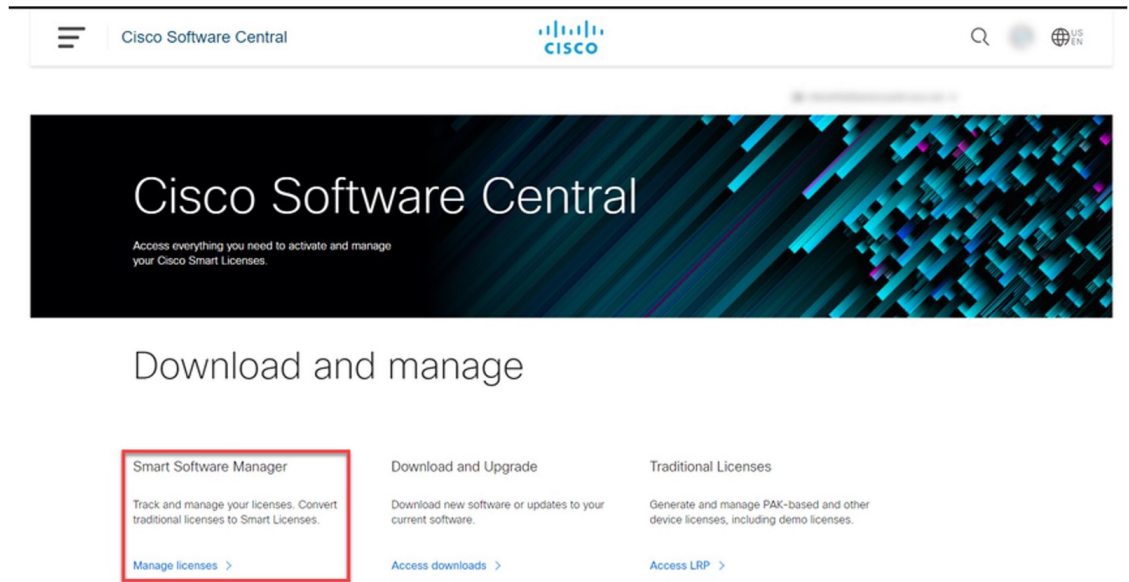 Cisco Software Central
CISCO
US
EN
Cisco Software Central
Access everything you need to activate and manage
your Cisco Smart Licenses.
Download and manage
Smart Software Manager
Track and manage your licenses. Convert
traditional licenses to Smart Licenses.
Manage licenses >
Download and Upgrade
Download new software or updates to your
current software.
Access downloads >
Traditional Licenses
Generate and manage PAK-based and other
device licenses, including demo licenses.
Access LRP >